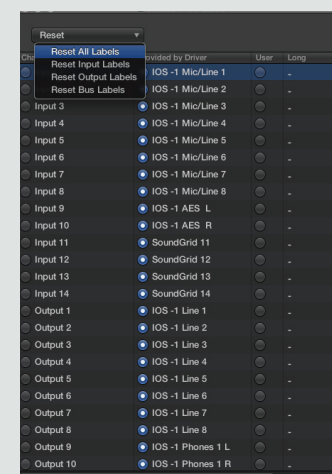 Reset
Reset All Labels
Reset Input Labels
Reset Output Labels
Reset Bus Labels
Provided by Driver User Long
IOS -1 Mic/Line 1 -
IOS -1 Mic/Line 2 -
Input 3 IOS -1 Mic/Line 3 -
Input 4 IOS -1 Mic/Line 4 -
Input 5 IOS -1 Mic/Line 5 -
Input 6 IOS -1 Mic/Line 6 -
Input 7 IOS -1 Mic/Line 7 -
Input 8 IOS -1 Mic/Line 8 -
Input 9 IOS -1 AES L -
Input 10 IOS -1 AES R -
Input 11 SoundGrid 11 -
Input 12 SoundGrid 12 -
Input 13 SoundGrid 13 -
Input 14 SoundGrid 14 -
Output 1 IOS -1 Line 1 -
Output 2 IOS -1 Line 2 -
Output 3 IOS -1 Line 3 -
Output 4 IOS -1 Line 4 -
Output 5 IOS -1 Line 5 -
Output 6 IOS -1 Line 6 -
Output 7 IOS -1 Line 7 -
Output 8 IOS -1 Line 8 -
Output 9 IOS -1 Phones 1 L -
Output 10 IOS -1 Phones 1 R -